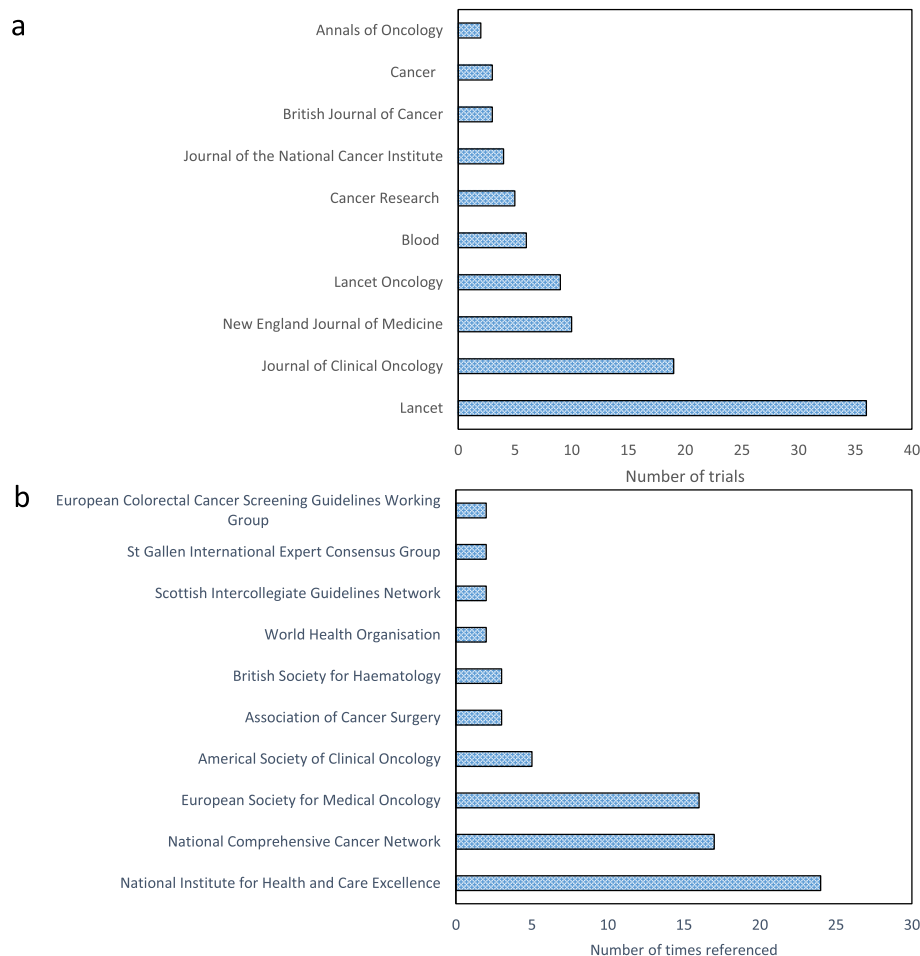 a
Annals of Oncology
Cancer
British Journal of Cancer
Journal of the National Cancer Institute
Cancer Research
Blood
Lancet Oncology
New England Journal of Medicine
Journal of Clinical Oncology
Lancet
0 5 10 15 20 25 30 35 40
Number of trials
b
European Colorectal Cancer Screening Guidelines Working
Group
St Gallen International Expert Consensus Group
Scottish Intercollegiate Guidelines Network
World Health Organisation
British Society for Haematology
Association of Cancer Surgery
Americal Society of Clinical Oncology
European Society for Medical Oncology
National Comprehensive Cancer Network
National Institute for Health and Care Excellence
0 5 10 15 20 25 30
Number of times referenced